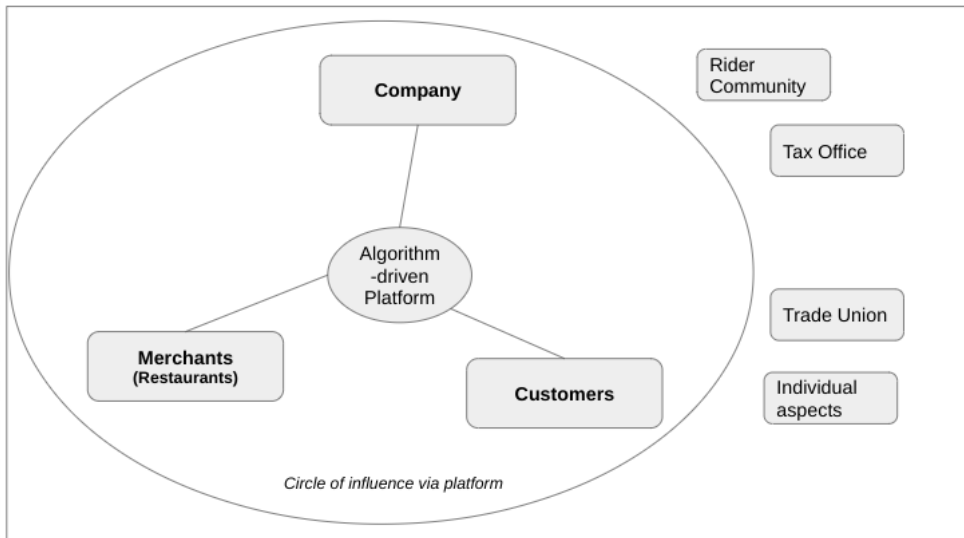 Company
Rider
Community
Tax Office
Algorithm
-driven
Platform
Trade Union
Merchants
(Restaurants)
Customers
Individual
aspects
Circle of influence via platform